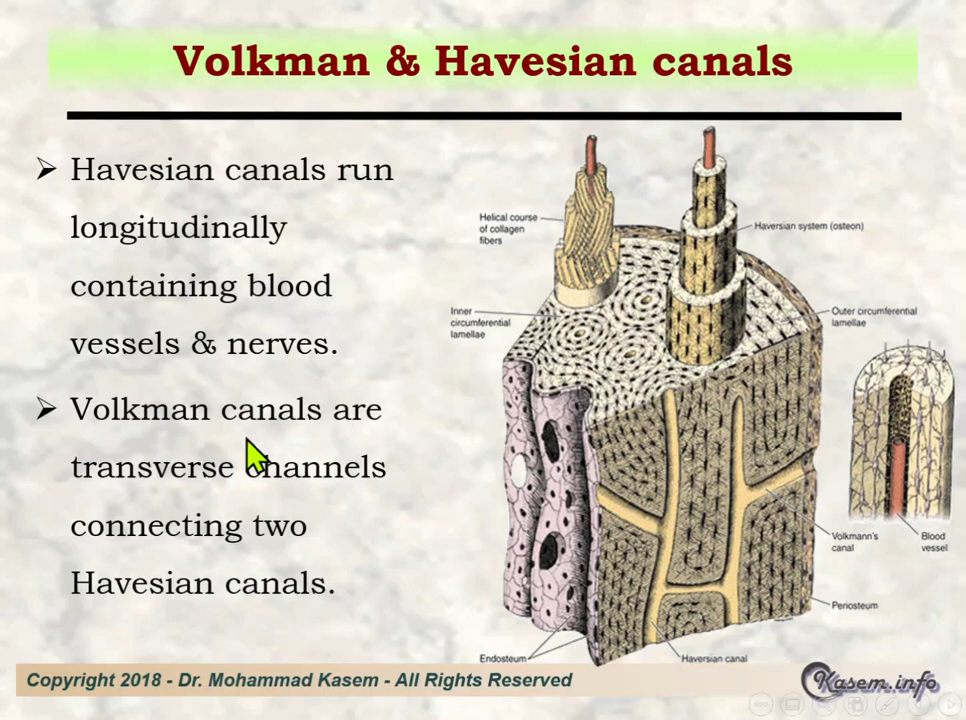 Volkman & Havesian canals
➢ Havesian canals run
longitudinally
containing blood
vessels & nerves.
➢ Volkman canals are
transverse channels
connecting two
Havesian canals.
Helical course
of collagen
fibers
Haversian system (osteon)
Inner
circumferential
lamellae
Outer circumferential
lamellae
Volkmann's
canal
Blood
vessel
Periosteum
Endosteum
Haversian canal
Copyright 2018 - Dr. Mohammad Kasem - All Rights Reserved
Kasem.info